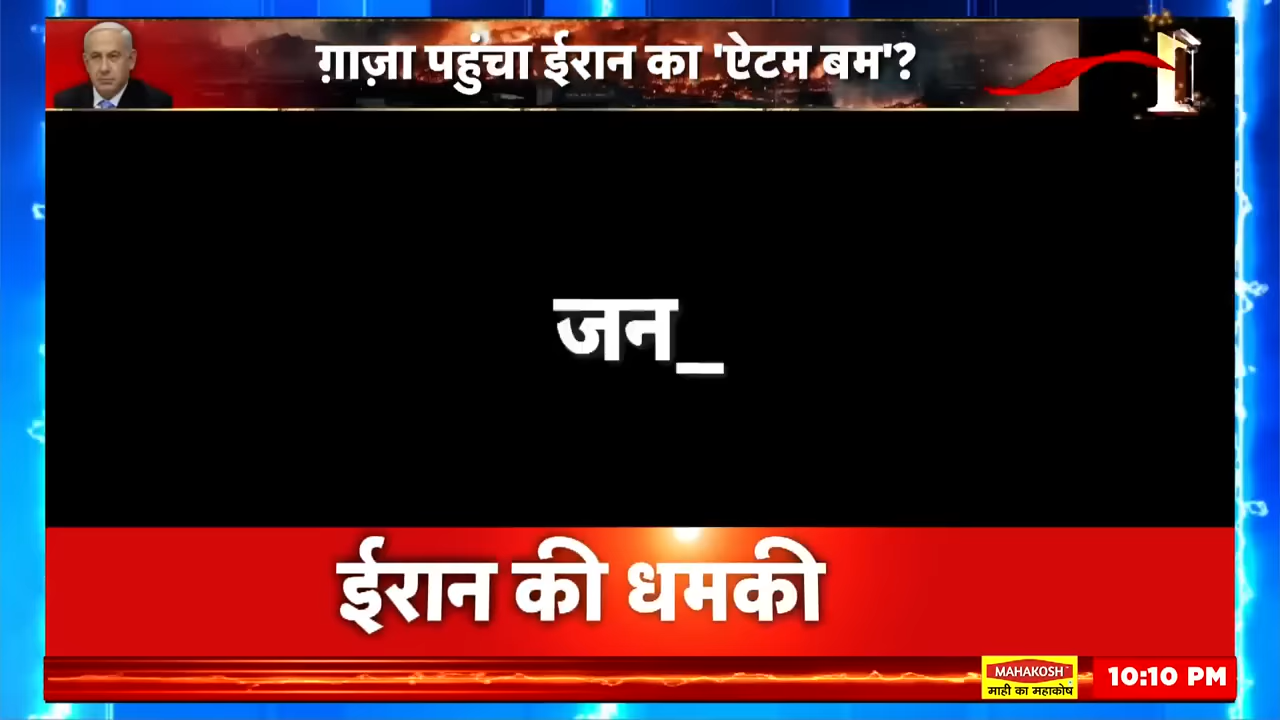 ग़ाज़ा पहुंचा ईरान का 'ऐटम बम'?
जन_
ईरान की धमकी
MAHAKOSH
माही का महाकोष
10:10 PM